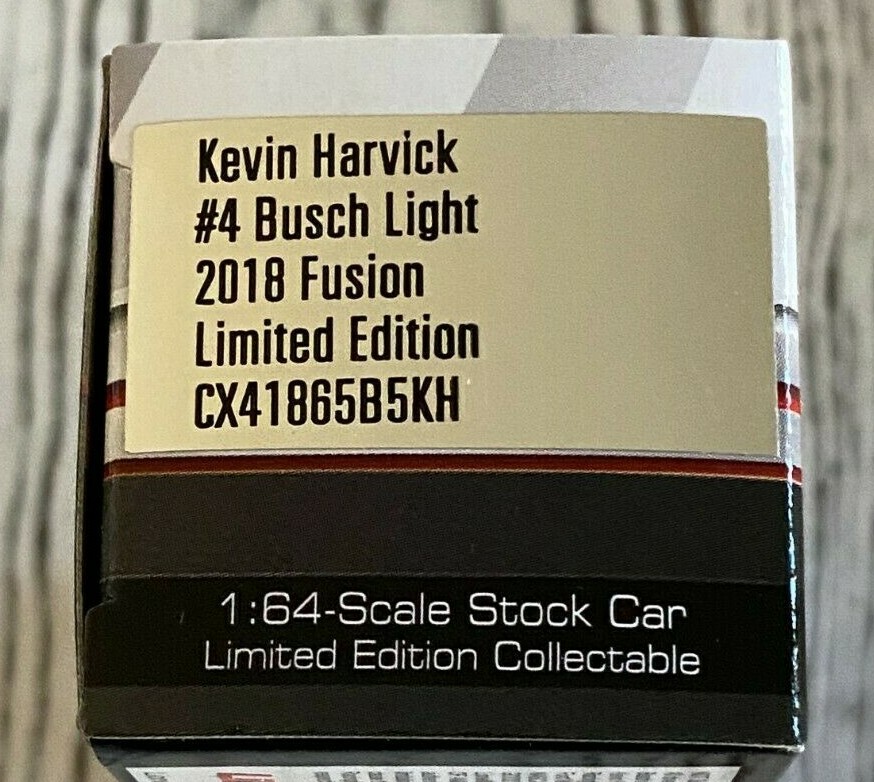 Kevin Harvick
#4 Busch Light
2018 Fusion
Limited Edition
CX41865B5KH
1:64-Scale Stock Car
Limited Edition Collectable